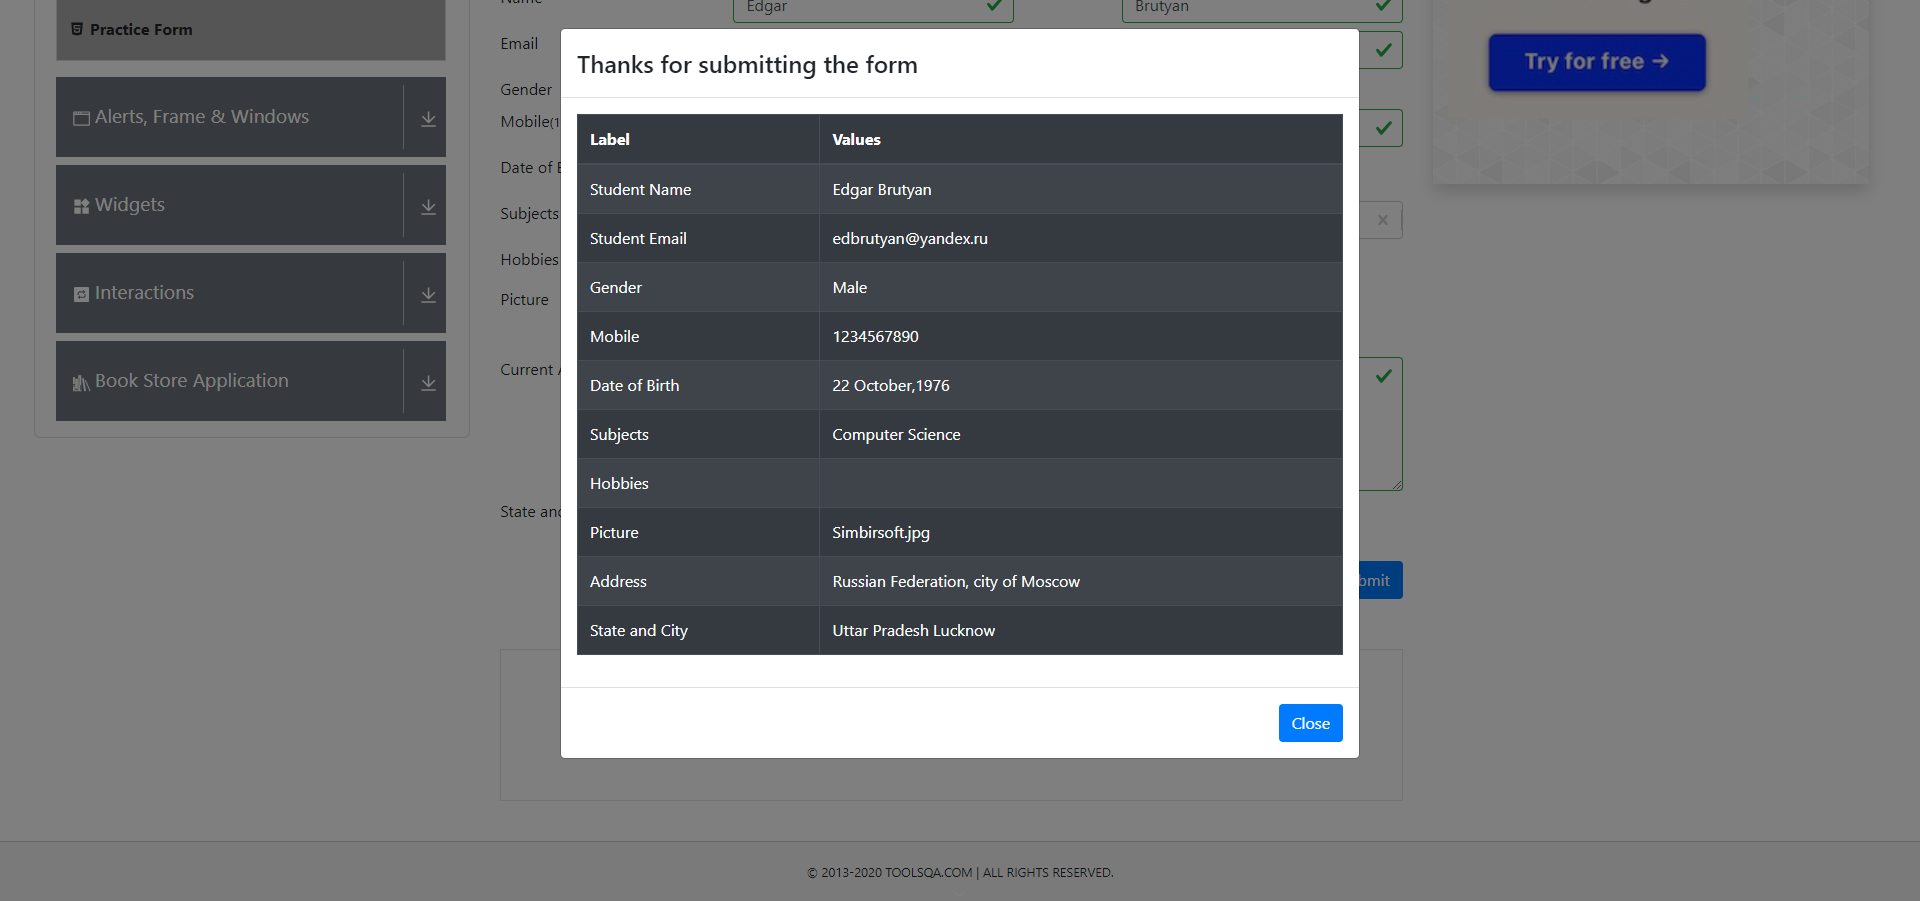 Practice Form
Alerts, Frame & Windows
Widgets
Interactions
Book Store Application
Edgar
Brutyan
Email
Gender
Mobile(1
Date of
Subjects
Hobbies
Picture
Current
State and
Thanks for submitting the form
Label Values
Student Name Edgar Brutyan
Student Email edbrutyan@yandex.ru
Gender Male
Mobile 1234567890
Date of Birth 22 October,1976
Subjects Computer Science
Hobbies
Picture Simbirsoft.jpg
Address Russian Federation, city of Moscow
State and City Uttar Pradesh Lucknow
Close
bmit
Try for free →
© 2013-2020 TOOLSQA.COM | ALL RIGHTS RESERVED.